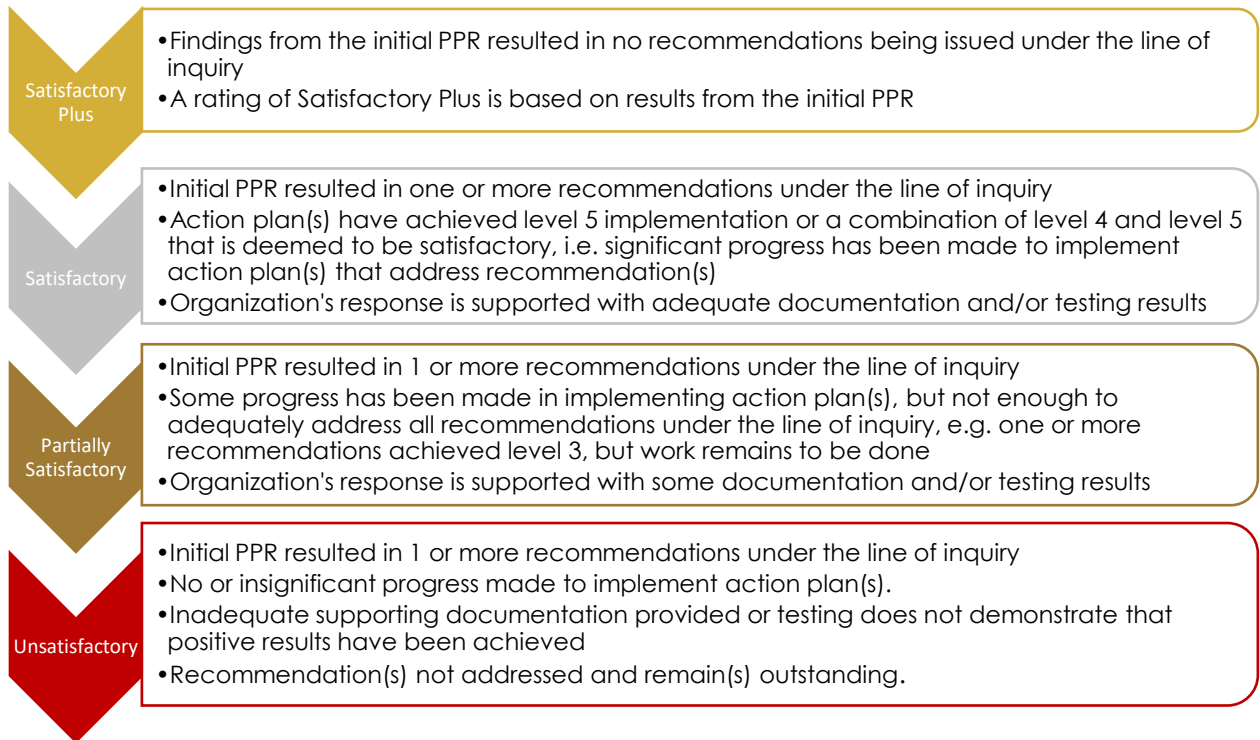 Satisfactory
Plus
•Findings from the initial PPR resulted in no recommendations being issued under the line of
inquiry
•A rating of Satisfactory Plus is based on results from the initial PPR
Satisfactory
•Initial PPR resulted in one or more recommendations under the line of inquiry
•Action plan(s) have achieved level 5 implementation or a combination of level 4 and level 5
that is deemed to be satisfactory, i.e. significant progress has been made to implement
action plan(s) that address recommendation(s)
•Organization's response is supported with adequate documentation and/or testing results
Partially
Satisfactory
•Initial PPR resulted in 1 or more recommendations under the line of inquiry
•Some progress has been made in implementing action plan(s), but not enough to
adequately address all recommendations under the line of inquiry, e.g. one or more
recommendations achieved level 3, but work remains to be done
•Organization's response is supported with some documentation and/or testing results
Unsatisfactory
•Initial PPR resulted in 1 or more recommendations under the line of inquiry
•No or insignificant progress made to implement action plan(s).
•Inadequate supporting documentation provided or testing does not demonstrate that
positive results have been achieved
•Recommendation(s) not addressed and remain(s) outstanding.